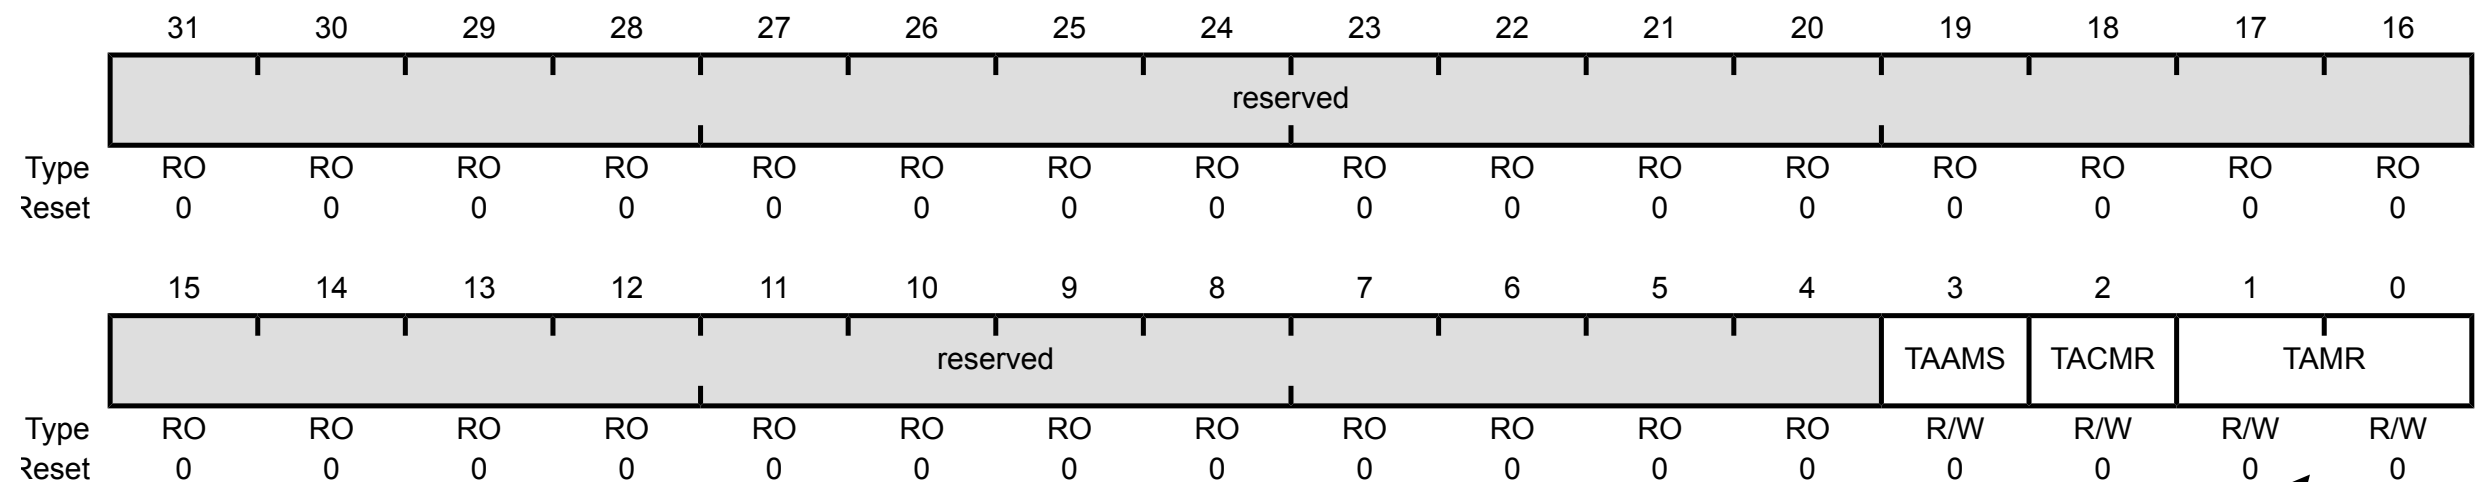 31 30 29 28 27 26 25 24 23 22 21 20 19 18 17 16
reserved
Type RO RO RO RO RO RO RO RO RO RO RO RO RO RO RO RO
Reset 0 0 0 0 0 0 0 0 0 0 0 0 0 0 0 0
15 14 13 12 11 10 9 8 7 6 5 4 3 2 1 0
reserved TAAMS TACMR TAMR
Type RO RO RO RO RO RO RO RO RO RO RO RO R/W R/W R/W R/W
Reset 0 0 0 0 0 0 0 0 0 0 0 0 0 0 0 0